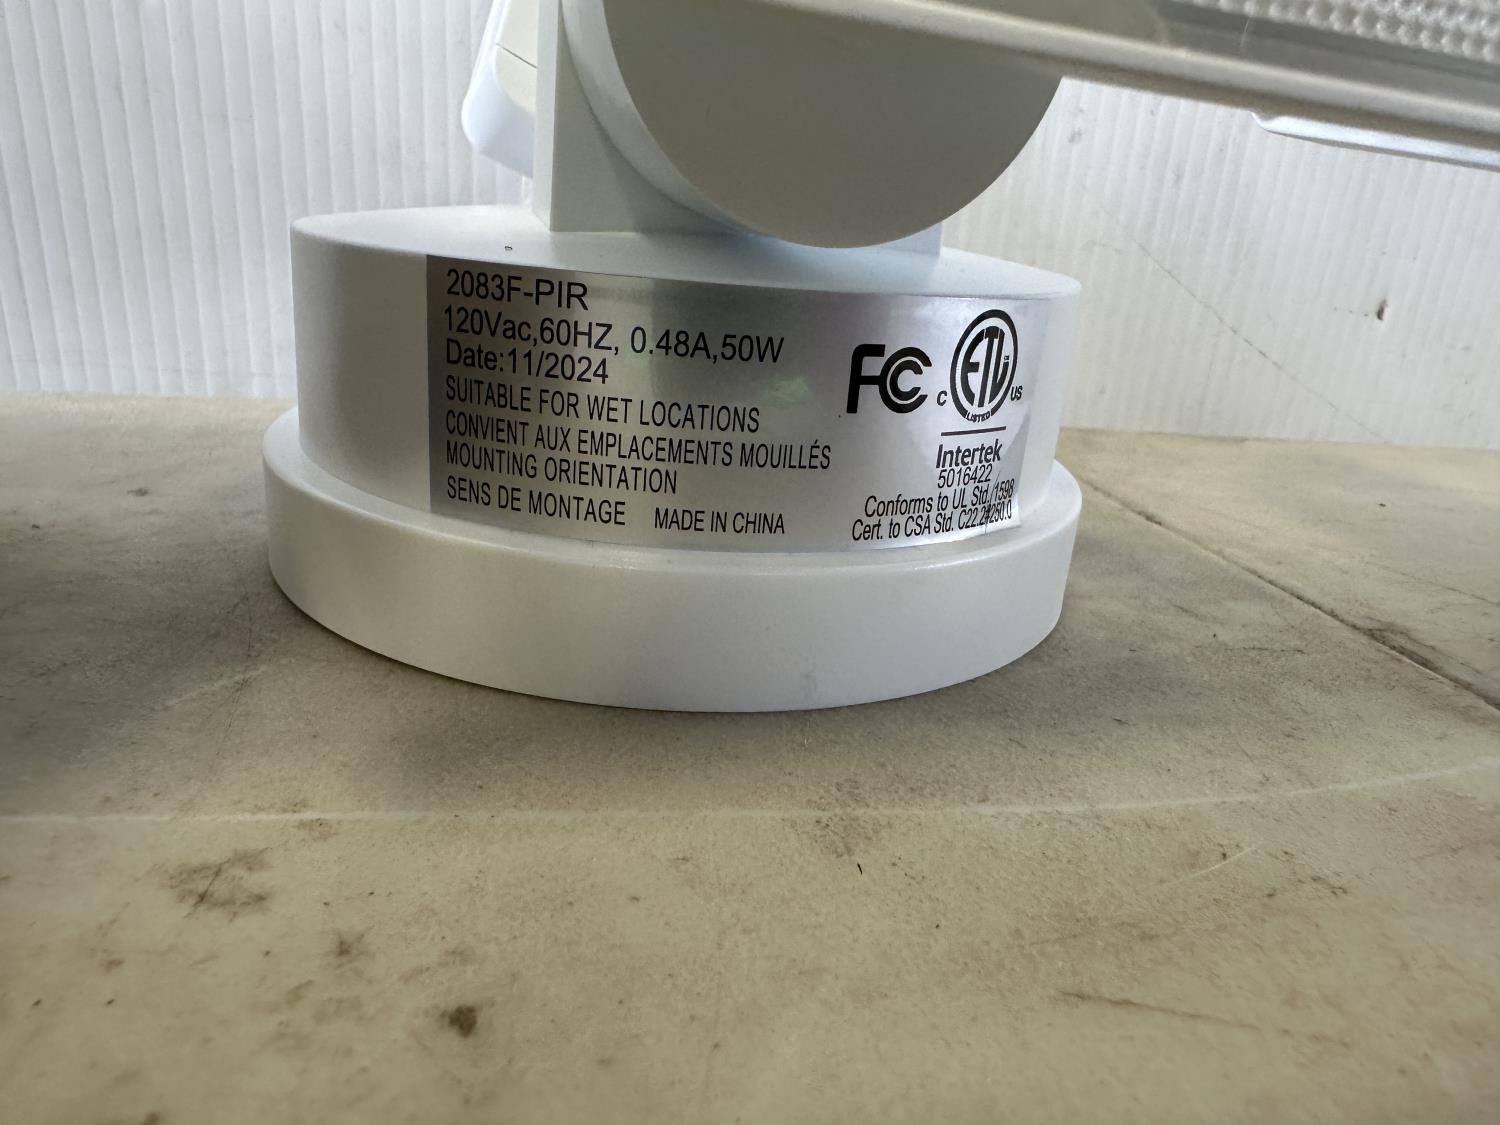 2083F-PIR
120Vac,60HZ, 0.48A,50W
Date:11/2024
SUITABLE FOR WET LOCATIONS
CONVIENT AUX EMPLACEMENTS MOUILLÉS
MOUNTING ORIENTATION
SENS DE MONTAGE MADE IN CHINA
FC
C ETL US
LISTED
Intertek
5016422
Conforms to UL Std. 1598
Cert. to CSA Std. C22.2#250.0